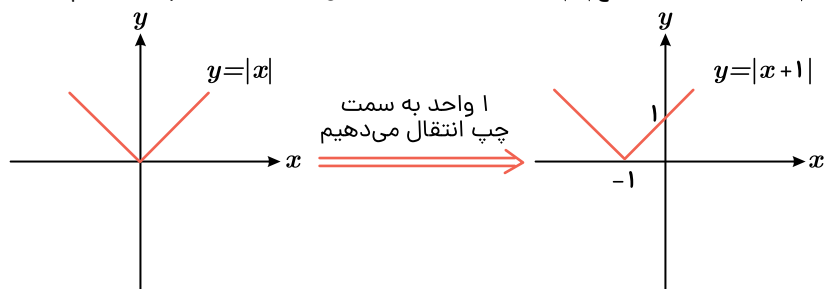 y
y=|x|
x
۱ واحد به سمت
چپ انتقال می‌دهیم
y
y=|x+۱|
۱
-۱
x